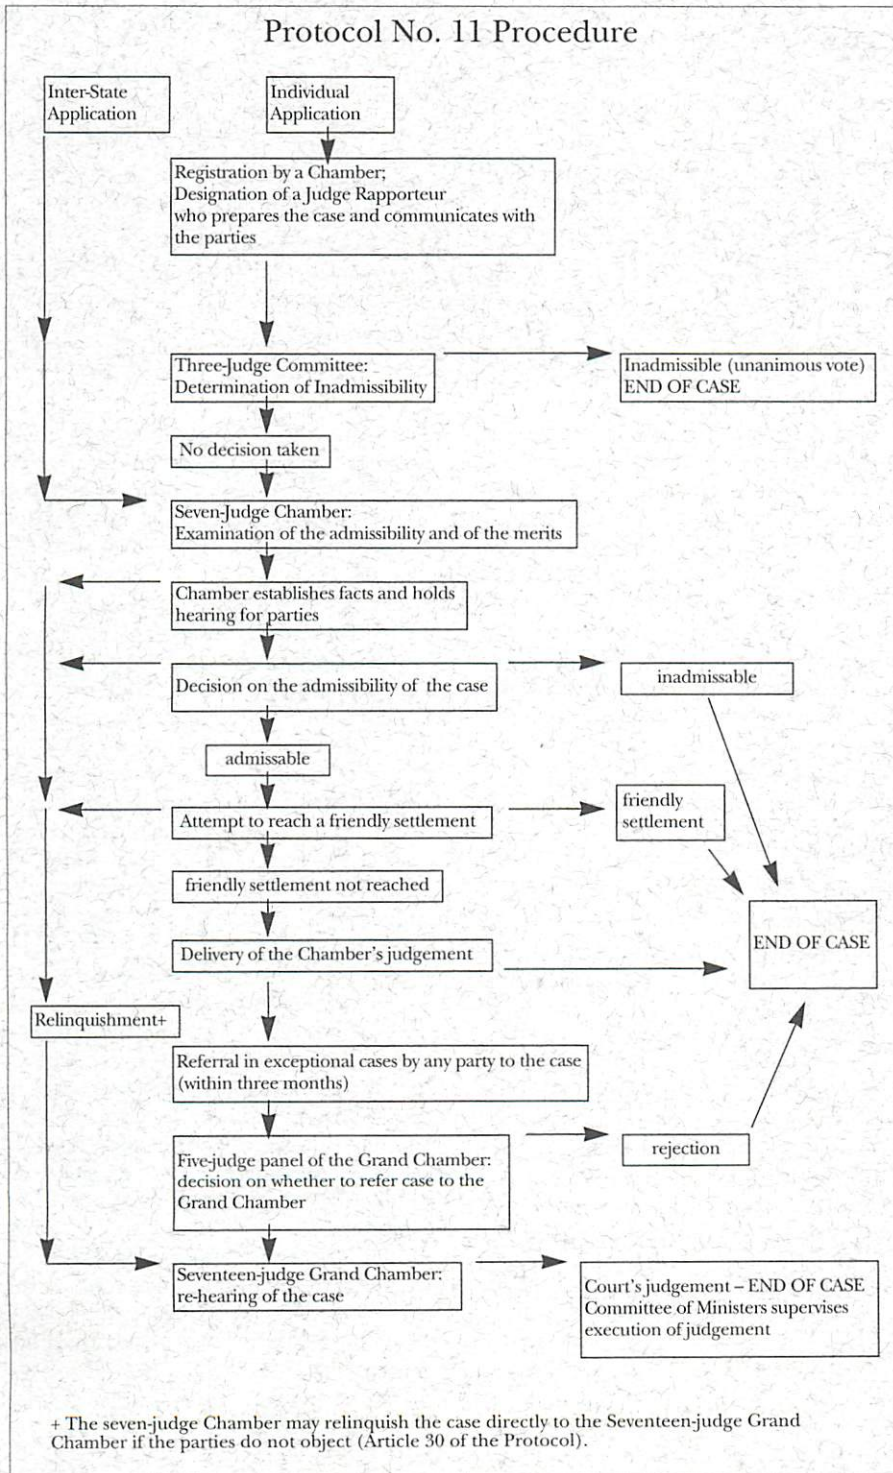 Protocol No. 11 Procedure
Inter-State
Application
Individual
Application
Registration by a Chamber;
Designation of a Judge Rapporteur
who prepares the case and communicates with
the parties
Three-Judge Committee:
Determination of Inadmissibility
Inadmissible (unanimous vote)
END OF CASE
No decision taken
Seven-Judge Chamber:
Examination of the admissibility and of the merits
Chamber establishes facts and holds
hearing for parties
Decision on the admissibility of the case
inadmissable
admissable
Attempt to reach a friendly settlement
friendly
settlement
friendly settlement not reached
Delivery of the Chamber's judgement
END OF CASE
Relinquishment+
Referral in exceptional cases by any party to the case
(within three months)
Five-judge panel of the Grand Chamber:
decision on whether to refer case to the
Grand Chamber
rejection
Seventeen-judge Grand Chamber:
re-hearing of the case
Court's judgement – END OF CASE
Committee of Ministers supervises
execution of judgement
+ The seven-judge Chamber may relinquish the case directly to the Seventeen-judge Grand
Chamber if the parties do not object (Article 30 of the Protocol).